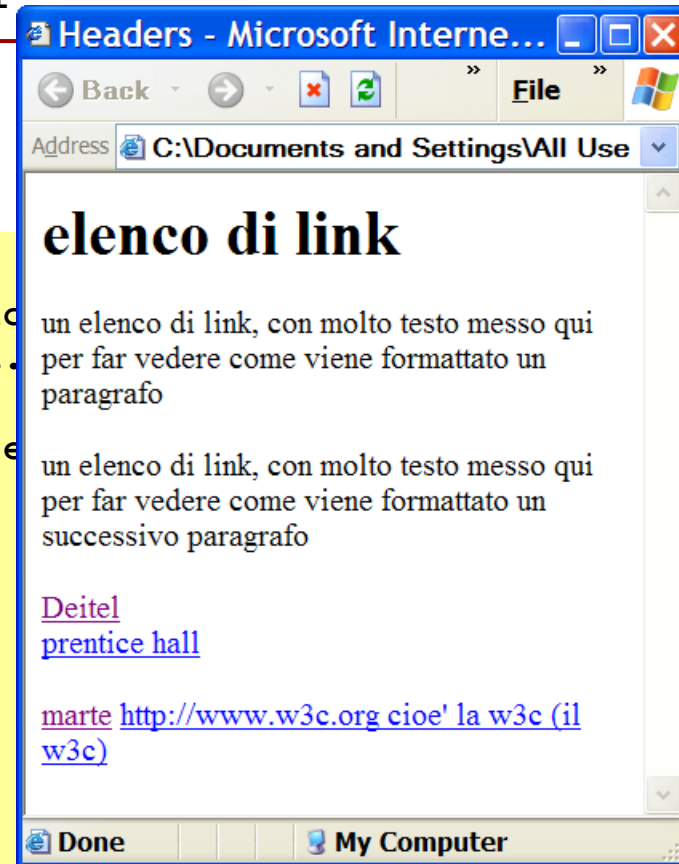 Headers - Microsoft Interne...
Back » File »
Address C:\Documents and Settings\All Use
elenco di link
un elenco di link, con molto testo messo qui
per far vedere come viene formattato un
paragrafo
un elenco di link, con molto testo messo qui
per far vedere come viene formattato un
successivo paragrafo
Deitel
prentice hall
marte http://www.w3c.org cioe' la w3c (il
w3c)
Done My Computer